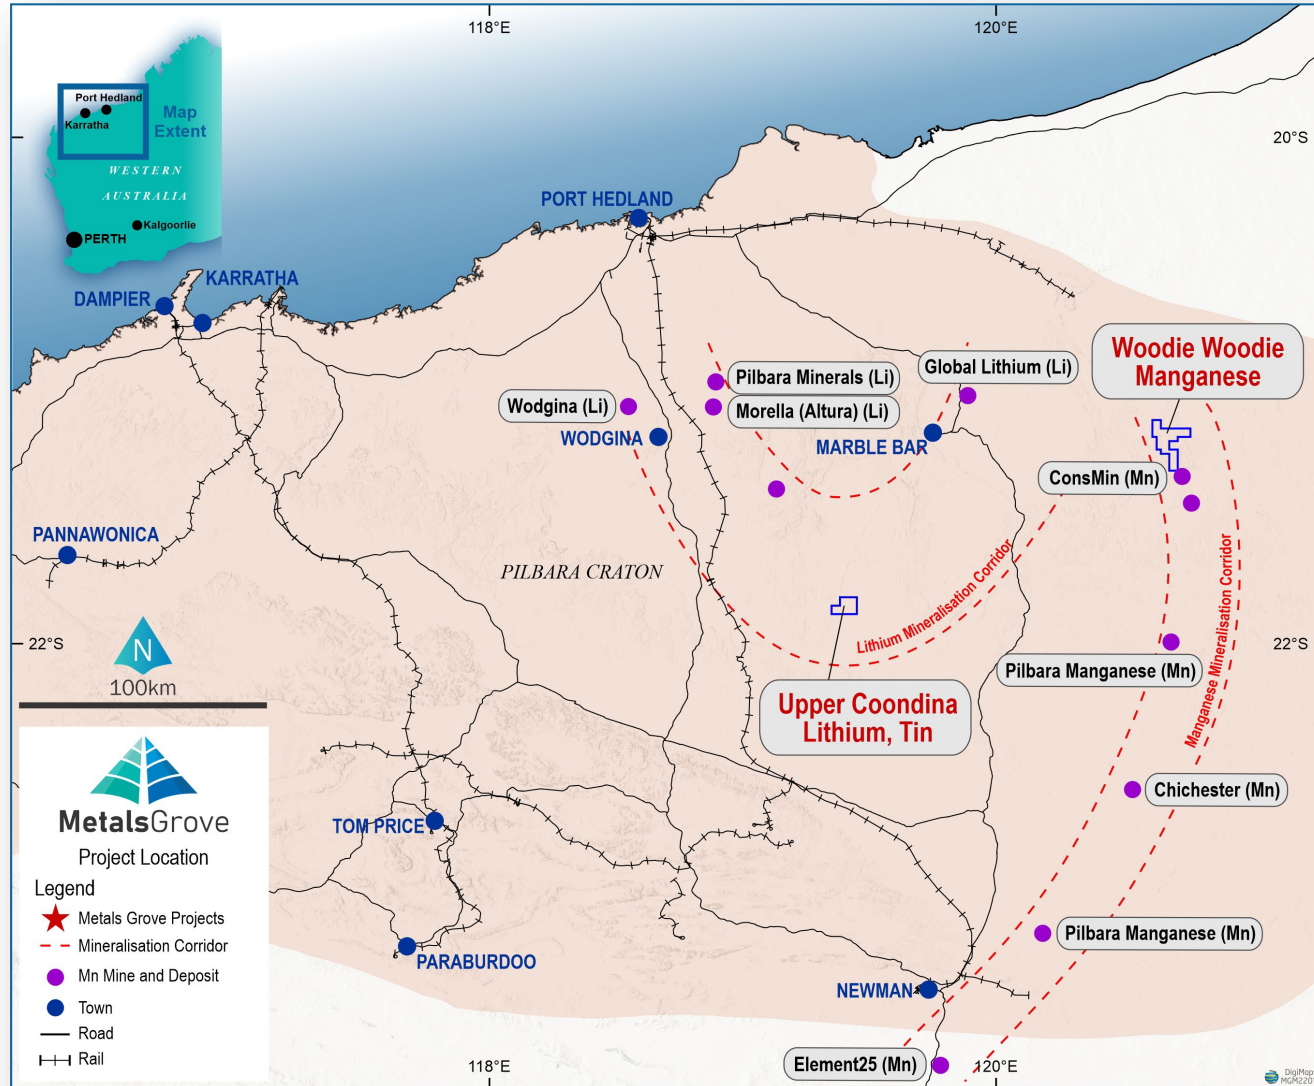 118°E
120°E
Port Hedland
Karratha
Map
Extent
WESTERN
AUSTRALIA
Kalgoorlie
PERTH
20°S
PORT HEDLAND
KARRATHA
DAMPIER
Woodie Woodie
Manganese
Global Lithium (Li)
Pilbara Minerals (Li)
Wodgina (Li)
Morella (Altura) (Li)
WODGINA
MARBLE BAR
ConsMin (Mn)
PANNAWONICA
PILBARA CRATON
Lithium Mineralisation Corridor
Manganese Mineralisation Corridor
22°S
22°S
N
100km
Pilbara Manganese (Mn)
Upper Coondina
Lithium, Tin
Chichester (Mn)
TOM PRICE
MetalsGrove
Project Location
Legend
Metals Grove Projects
Mineralisation Corridor
Mn Mine and Deposit
Town
Road
Rail
Pilbara Manganese (Mn)
PARABURDOO
NEWMAN
Element25 (Mn)
118°E
120°E
DigiMap